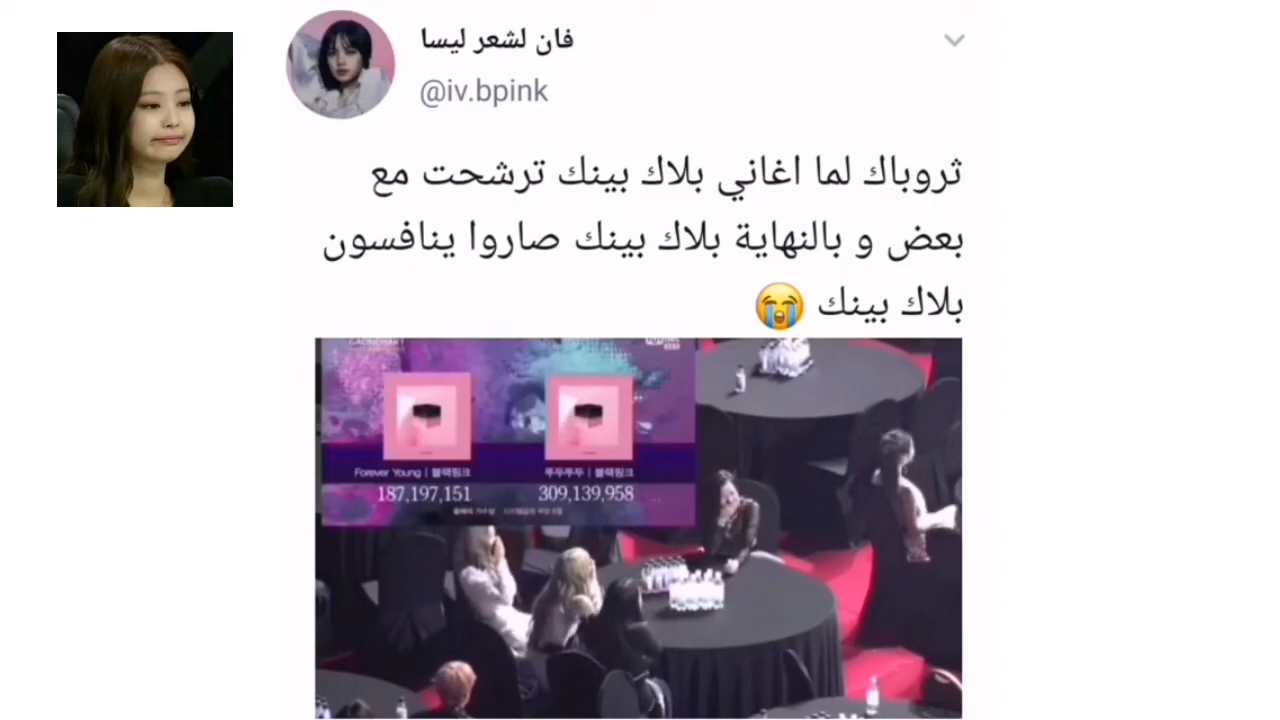 فان لشعر ليسا
@iv.bpink
ثروباك لما اغاني بلاك بينك ترشحت مع
بعض و بالنهاية بلاك بينك صاروا ينافسون
بلاك بينك 😭
Forever Young | 블랙핑크
뚜두뚜두 | 블랙핑크
187,197,151
309,139,958